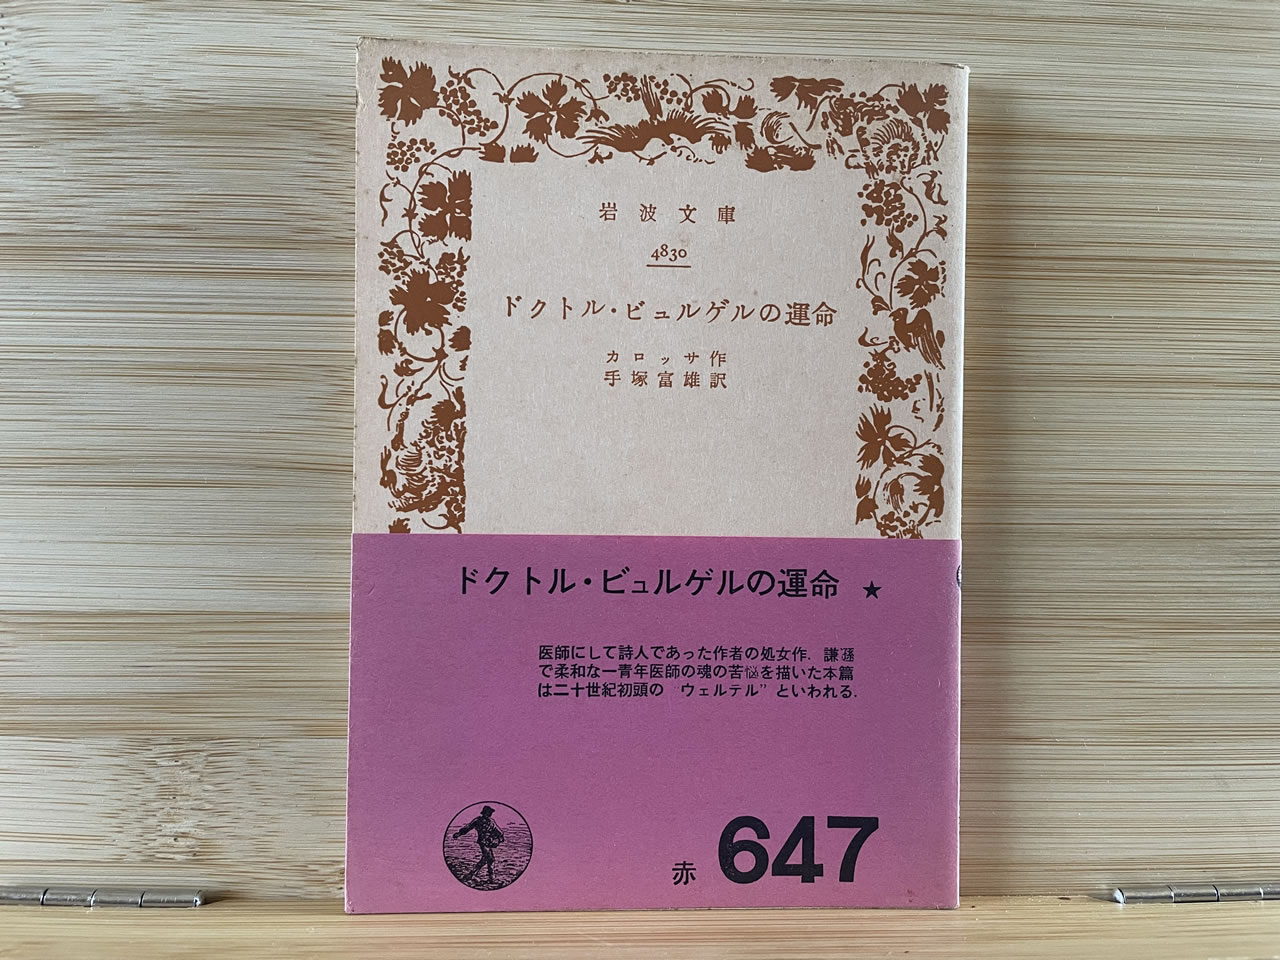 岩波文庫
4830
ドクトル・ビュルゲルの運命
カロッサ作
手塚富雄訳
ドクトル・ビュルゲルの運命 ★
医師にして詩人であった作者の処女作. 謙遜
で柔和な一青年医師の魂の苦悩を描いた本篇
は二十世紀初頭の“ウェルテル”といわれる.
赤 647